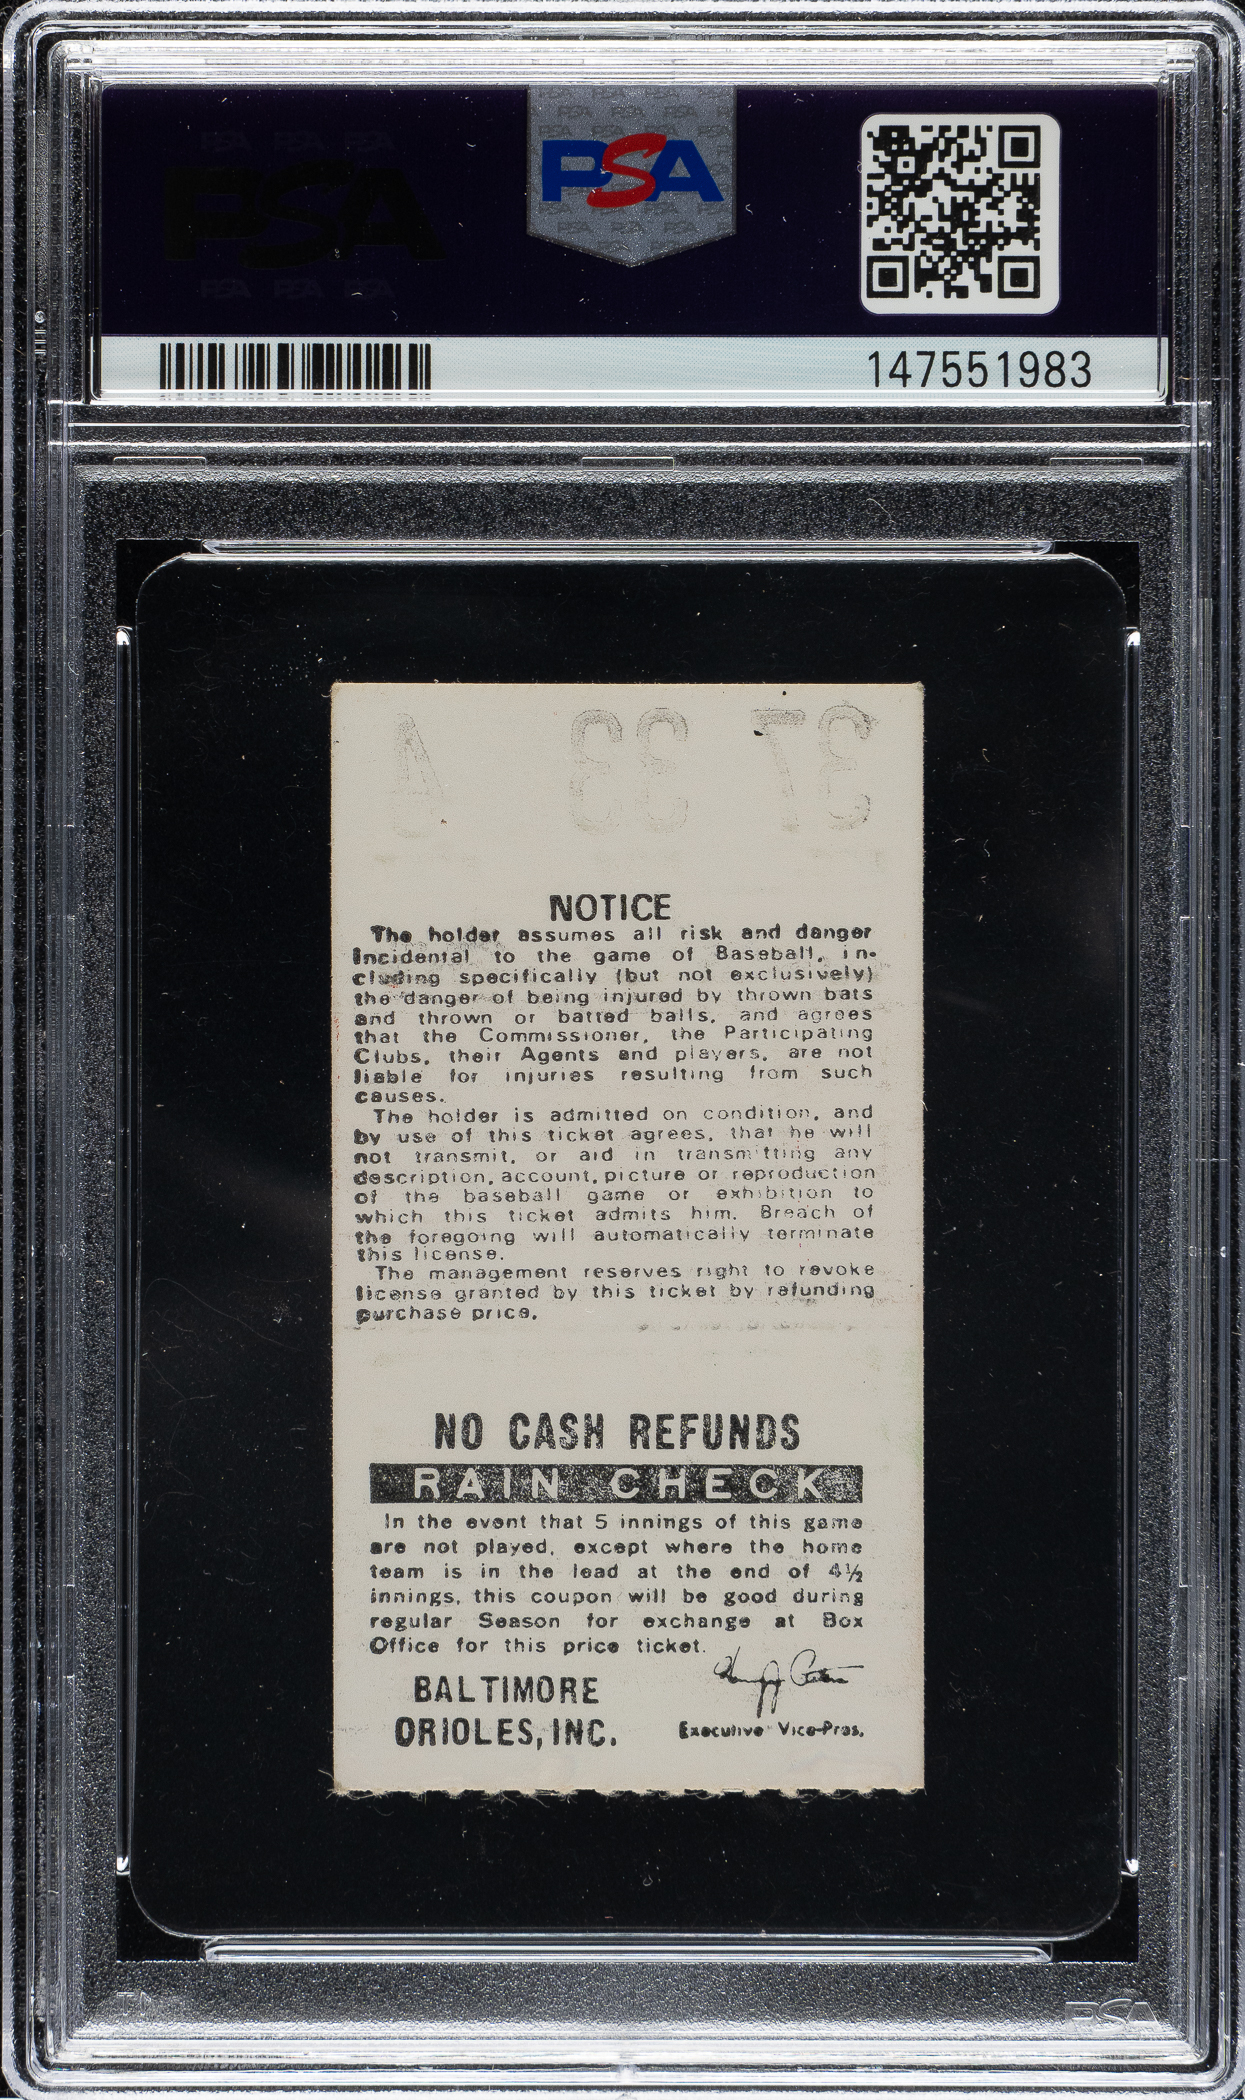 PSA
147551983
37 33 4
NOTICE
The holder assumes all risk and danger
incidental to the game of Baseball, in-
cluding specifically (but not exclusively)
the danger of being injured by thrown bats
and thrown or batted balls, and agrees
that the Commissioner, the Participating
Clubs, their Agents and players, are not
liable for injuries resulting from such
causes.
The holder is admitted on condition, and
by use of this ticket agrees, that he will
not transmit, or aid in transmitting any
description, account, picture or reproduction
of the baseball game or exhibition to
which this ticket admits him. Breach of
the foregoing will automatically terminate
this license.
The management reserves right to revoke
license granted by this ticket by refunding
purchase price.
NO CASH REFUNDS
RAIN CHECK
In the event that 5 innings of this game
are not played, except where the home
team is in the lead at the end of 4½
innings, this coupon will be good during
regular Season for exchange at Box
Office for this price ticket.
BALTIMORE
ORIOLES, INC.
Executive Vice-Pres.
PSA